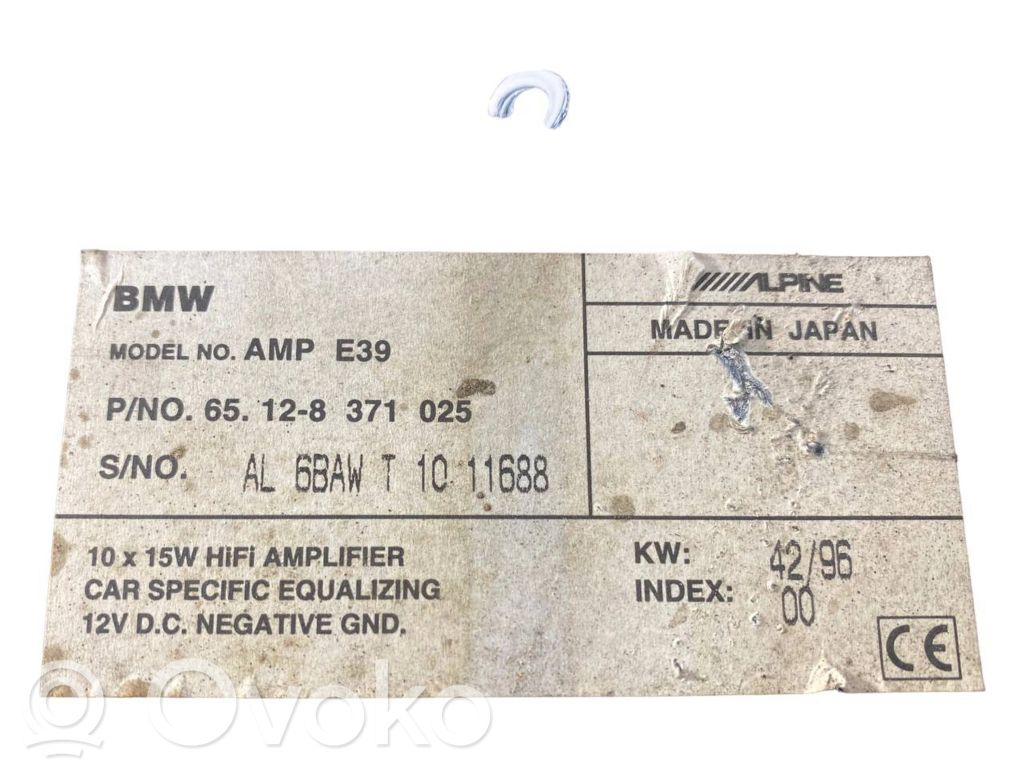 BMW
MODEL NO. AMP E39
P/NO. 65. 12-8 371 025
S/NO. AL 6BAW T 10 11688
ALPINE
MADE IN JAPAN
10 x 15W HiFi AMPLIFIER
CAR SPECIFIC EQUALIZING
12V D.C. NEGATIVE GND.
KW: 42/96
INDEX: 00
CE
Ovoko